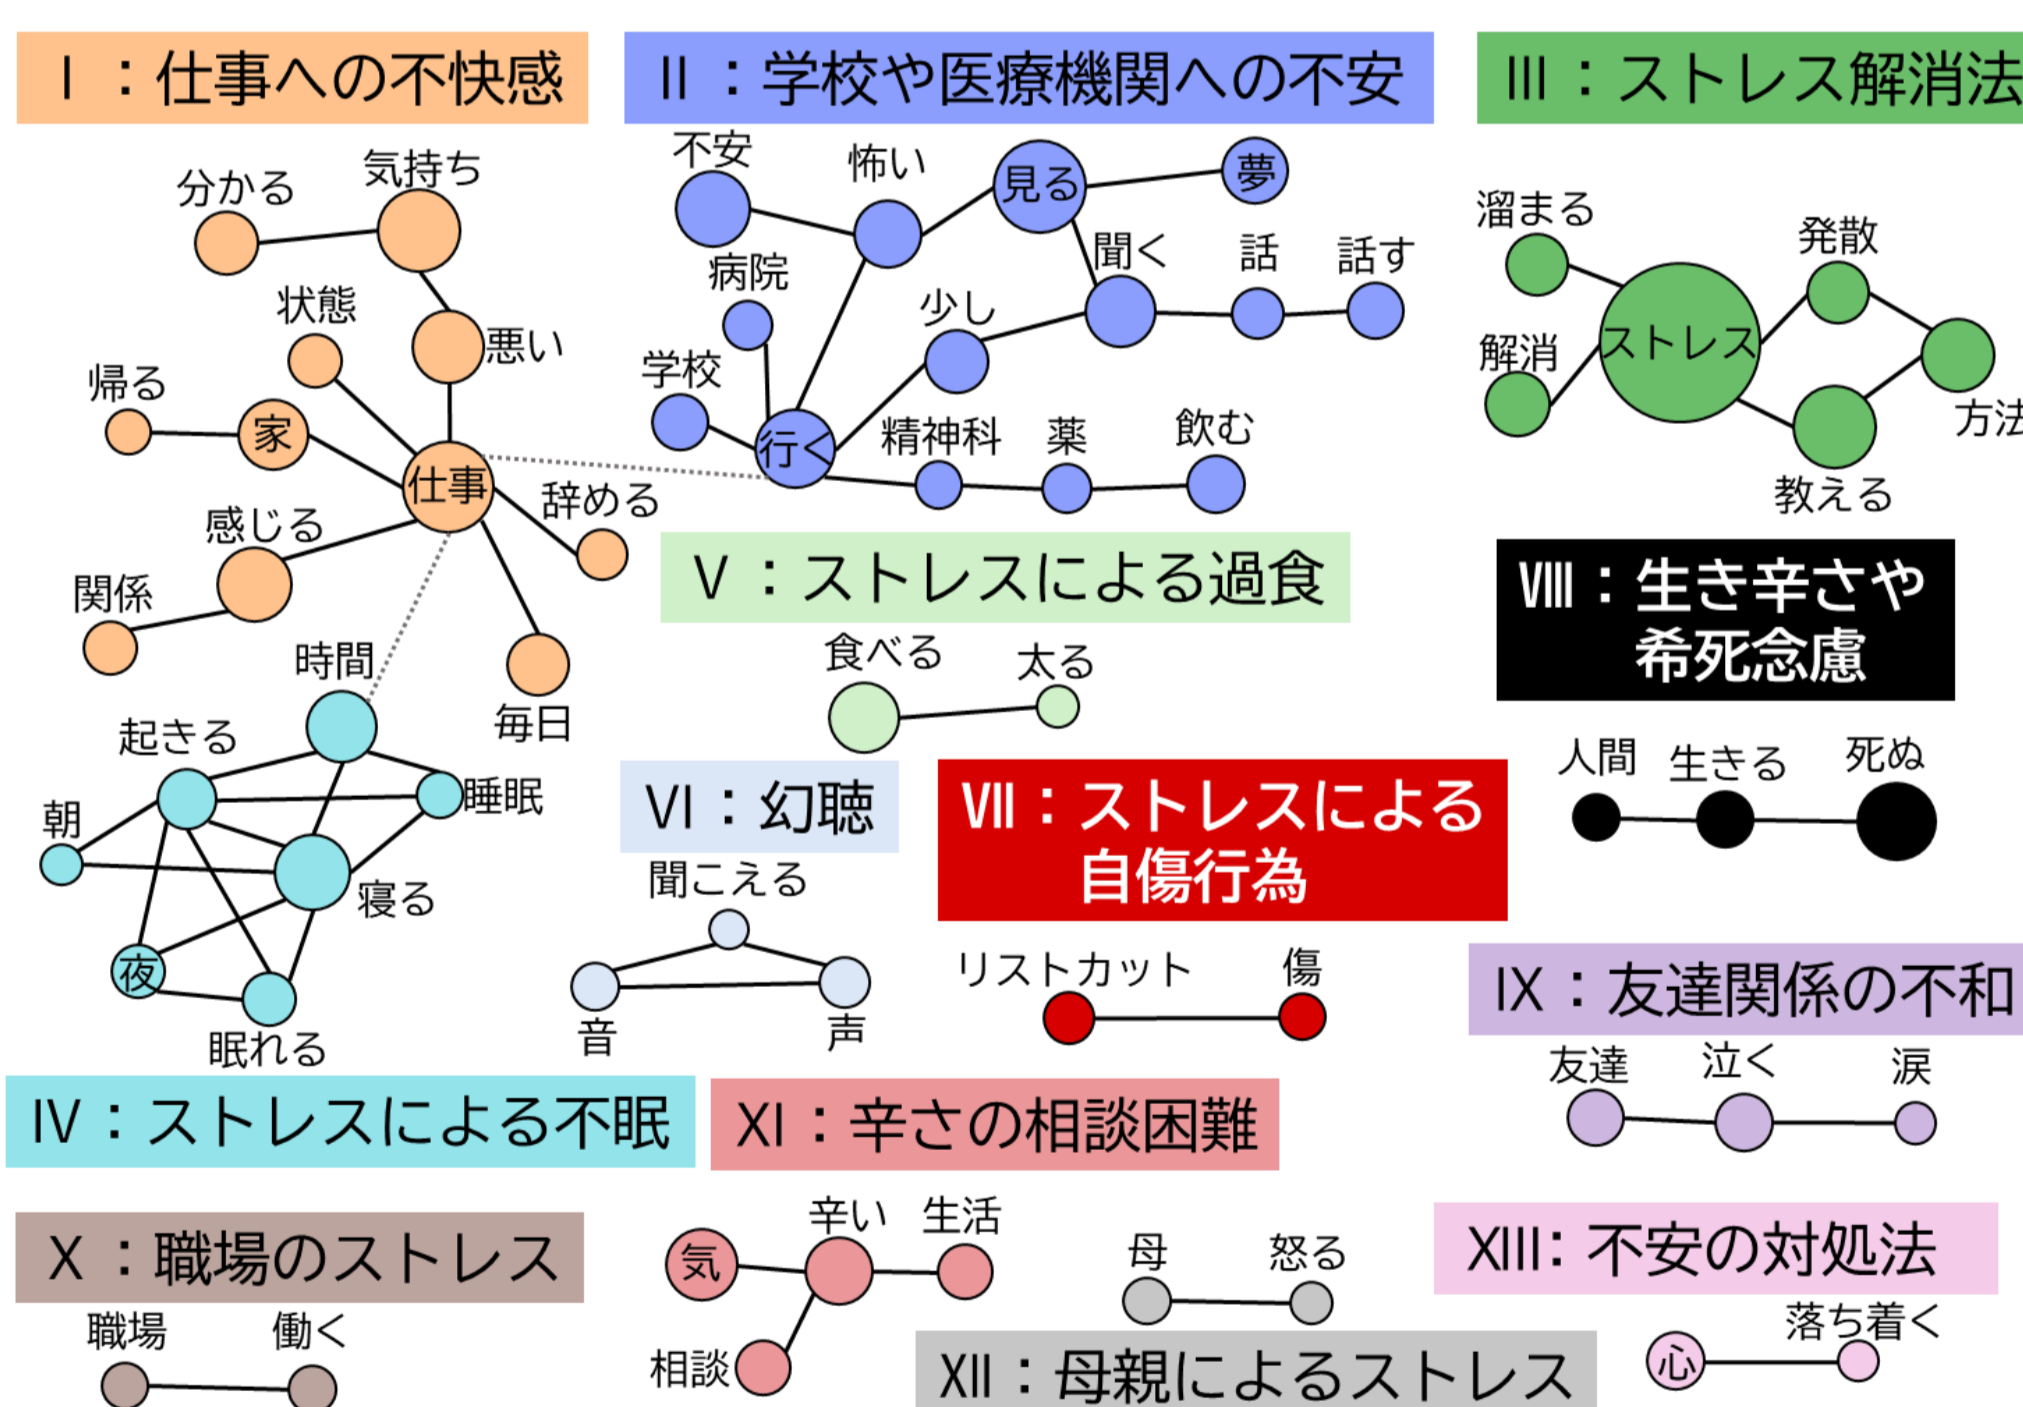 Ⅰ：仕事への不快感
分かる
気持ち
状態
悪い
帰る
家
仕事
感じる
辞める
関係
毎日
Ⅱ：学校や医療機関への不安
不安
怖い
見る
夢
病院
聞く
話
話す
少し
学校
行く
精神科
薬
飲む
Ⅲ：ストレス解消法
溜まる
発散
ストレス
解消
方法
教える
時間
起きる
睡眠
朝
寝る
夜
眠れる
Ⅳ：ストレスによる不眠
Ⅴ：ストレスによる過食
食べる
太る
Ⅵ：幻聴
聞こえる
音
声
Ⅶ：ストレスによる
自傷行為
リストカット
傷
Ⅷ：生き辛さや
希死念慮
人間
生きる
死ぬ
Ⅸ：友達関係の不和
友達
泣く
涙
Ⅹ：職場のストレス
職場
働く
Ⅺ：辛さの相談困難
気
辛い
生活
相談
母
怒る
Ⅻ：母親によるストレス
XIII：不安の対処法
心
落ち着く